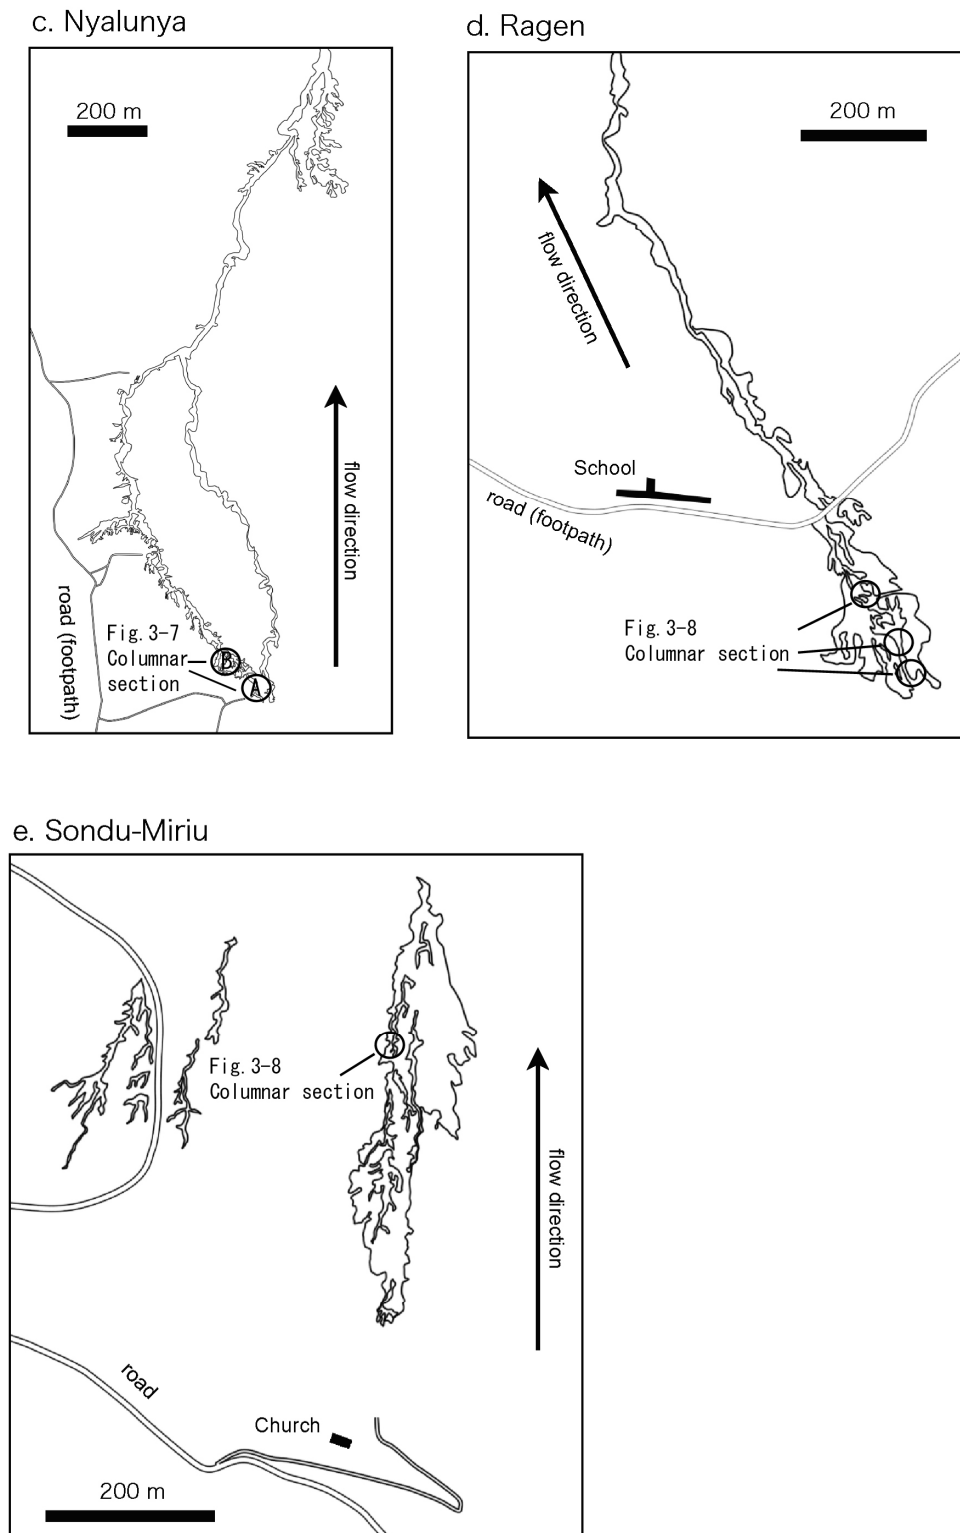 c. Nyalunya
200 m
flow direction
road (footpath)
Fig. 3-7
Columnar
section
B
A
d. Ragen
200 m
flow direction
School
road (footpath)
Fig. 3-8
Columnar section
e. Sondu-Miriu
Fig. 3-8
Columnar section
flow direction
road
Church
200 m